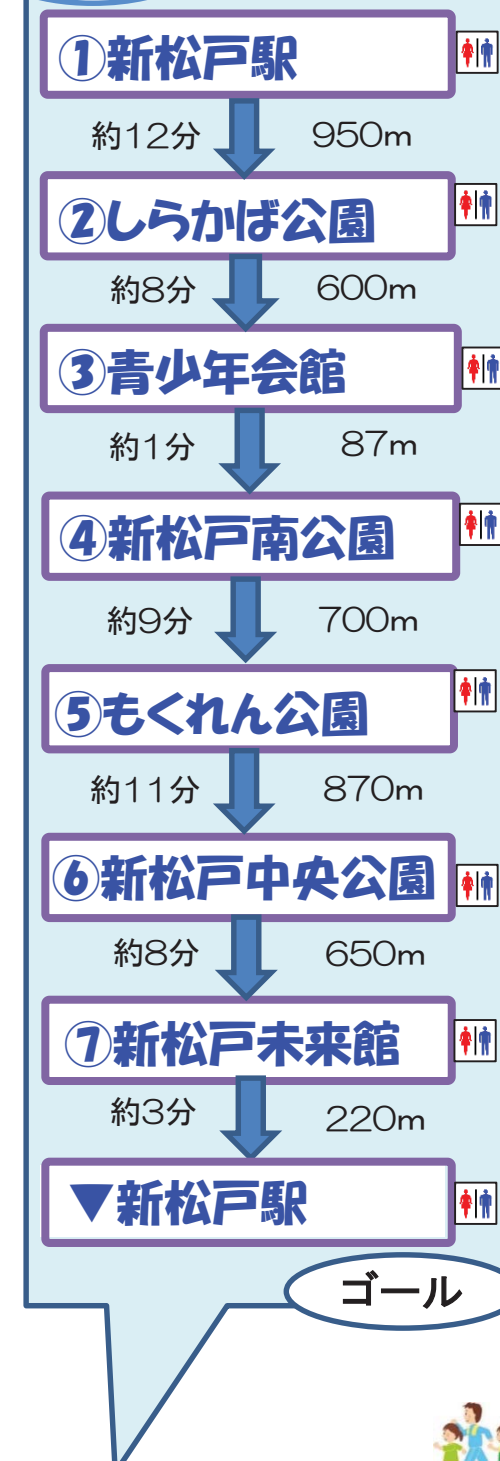 ①新松戸駅
約12分 950m
②しらかば公園
約8分 600m
③青少年会館
約1分 87m
④新松戸南公園
約9分 700m
⑤もくれん公園
約11分 870m
⑥新松戸中央公園
約8分 650m
⑦新松戸未来館
約3分 220m
▼新松戸駅
ゴール